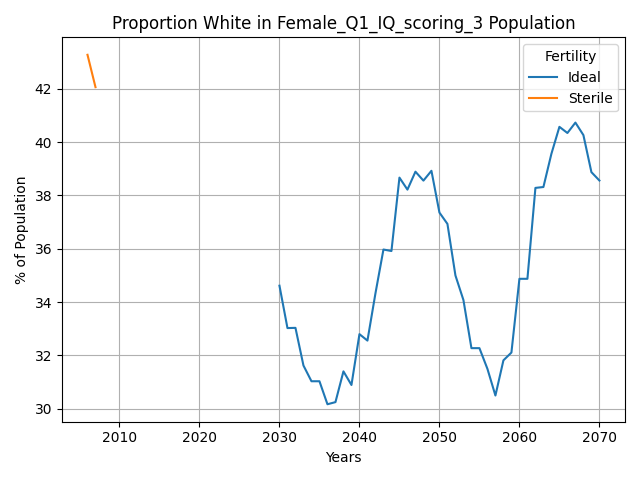 Proportion White in Female_Q1_IQ_scoring_3 Population
Fertility
Ideal
Sterile
% of Population
42
40
38
36
34
32
30
2010 2020 2030 2040 2050 2060 2070
Years